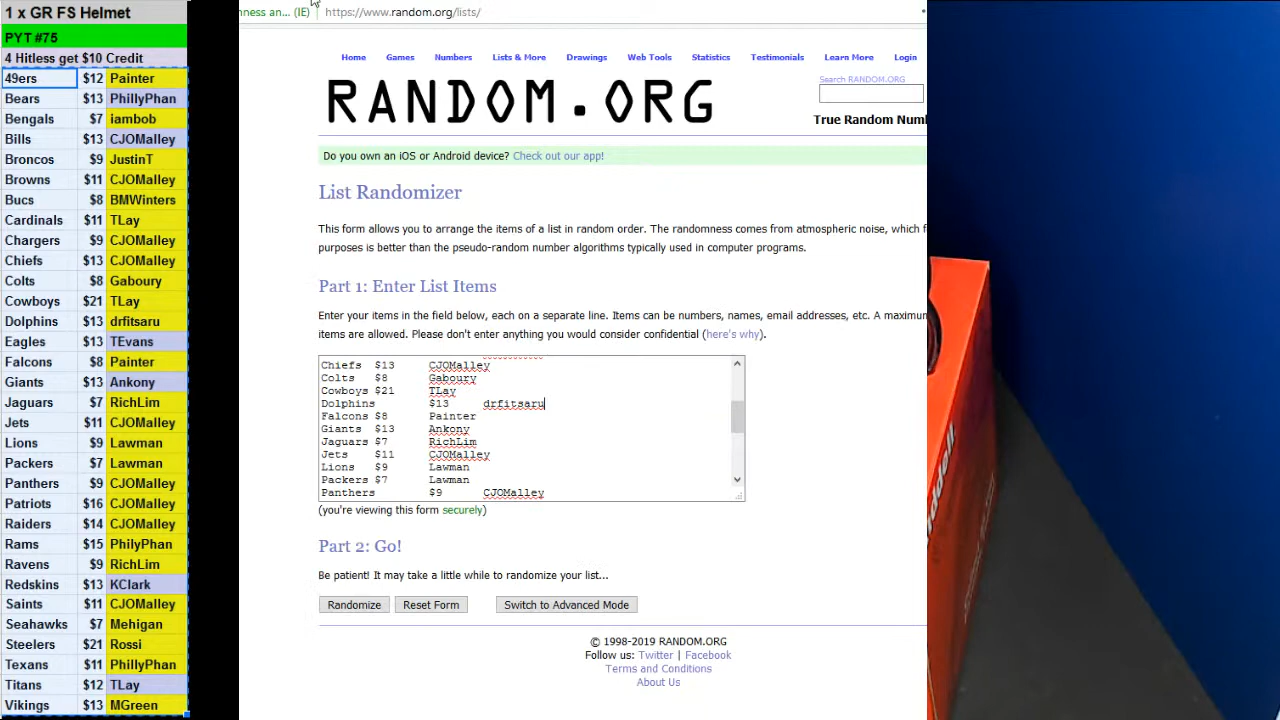 1 x GR FS Helmet
PYT #75
4 Hitless get $10 Credit
49ers $12 Painter
Bears $13 PhillyPhan
Bengals $7 iambob
Bills $13 CJOMalley
Broncos $9 JustinT
Browns $11 CJOMalley
Bucs $8 BMWinters
Cardinals $11 TLay
Chargers $9 CJOMalley
Chiefs $13 CJOMalley
Colts $8 Gaboury
Cowboys $21 TLay
Dolphins $13 drfitsaru
Eagles $13 TEvans
Falcons $8 Painter
Giants $13 Ankony
Jaguars $7 RichLim
Jets $11 CJOMalley
Lions $9 Lawman
Packers $7 Lawman
Panthers $9 CJOMalley
Patriots $16 CJOMalley
Raiders $14 CJOMalley
Rams $15 PhilyPhan
Ravens $9 RichLim
Redskins $13 KClark
Saints $11 CJOMalley
Seahawks $7 Mehigan
Steelers $21 Rossi
Texans $11 PhillyPhan
Titans $12 TLay
Vikings $13 MGreen
ness an... (IE) https://www.random.org/lists/
Home Games Numbers Lists & More Drawings Web Tools Statistics Testimonials Learn More Login
RANDOM.ORG
Search RANDOM.ORG
True Random Num
Do you own an iOS or Android device? Check out our app!
List Randomizer
This form allows you to arrange the items of a list in random order. The randomness comes from atmospheric noise, which f
purposes is better than the pseudo-random number algorithms typically used in computer programs.
Part 1: Enter List Items
Enter your items in the field below, each on a separate line. Items can be numbers, names, email addresses, etc. A maximum
items are allowed. Please don't enter anything you would consider confidential (here's why).
Chiefs $13 CJOMalley
Colts $8 Gaboury
Cowboys $21 TLay
Dolphins $13 drfitsaru
Falcons $8 Painter
Giants $13 Ankony
Jaguars $7 RichLim
Jets $11 CJOMalley
Lions $9 Lawman
Packers $7 Lawman
Panthers $9 CJOMalley
(you're viewing this form securely)
Part 2: Go!
Be patient! It may take a little while to randomize your list...
Randomize Reset Form Switch to Advanced Mode
© 1998-2019 RANDOM.ORG
Follow us: Twitter | Facebook
Terms and Conditions
About Us
ddell